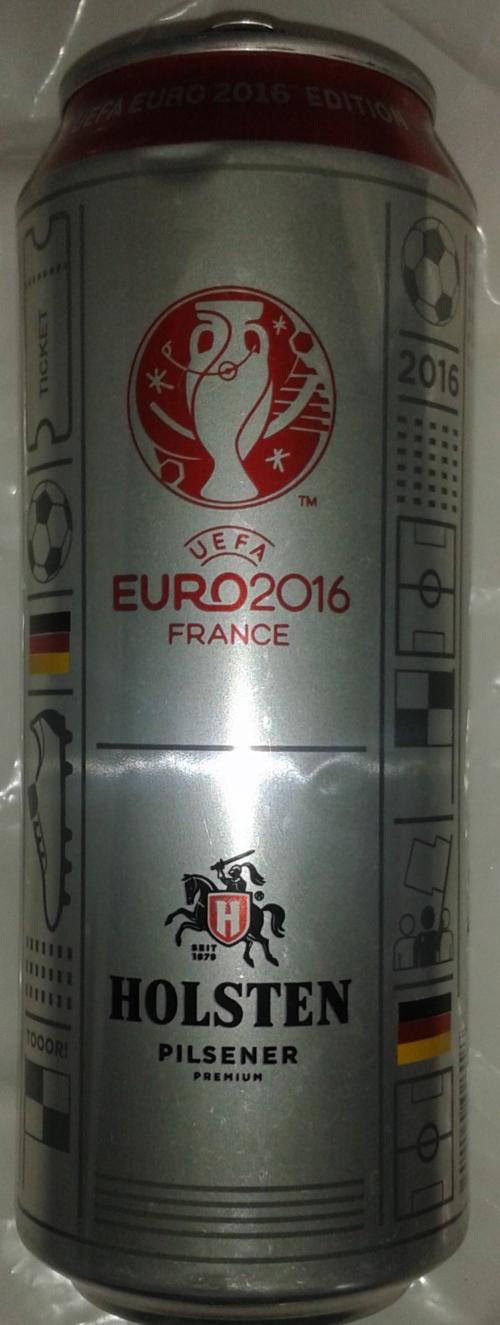 UEFA EURO 2016 EDITION
TICKET
2016
TM
UEFA
EURO2016
FRANCE
H
®
SEIT
1879
HOLSTEN
PILSENER
PREMIUM
TOOOR!